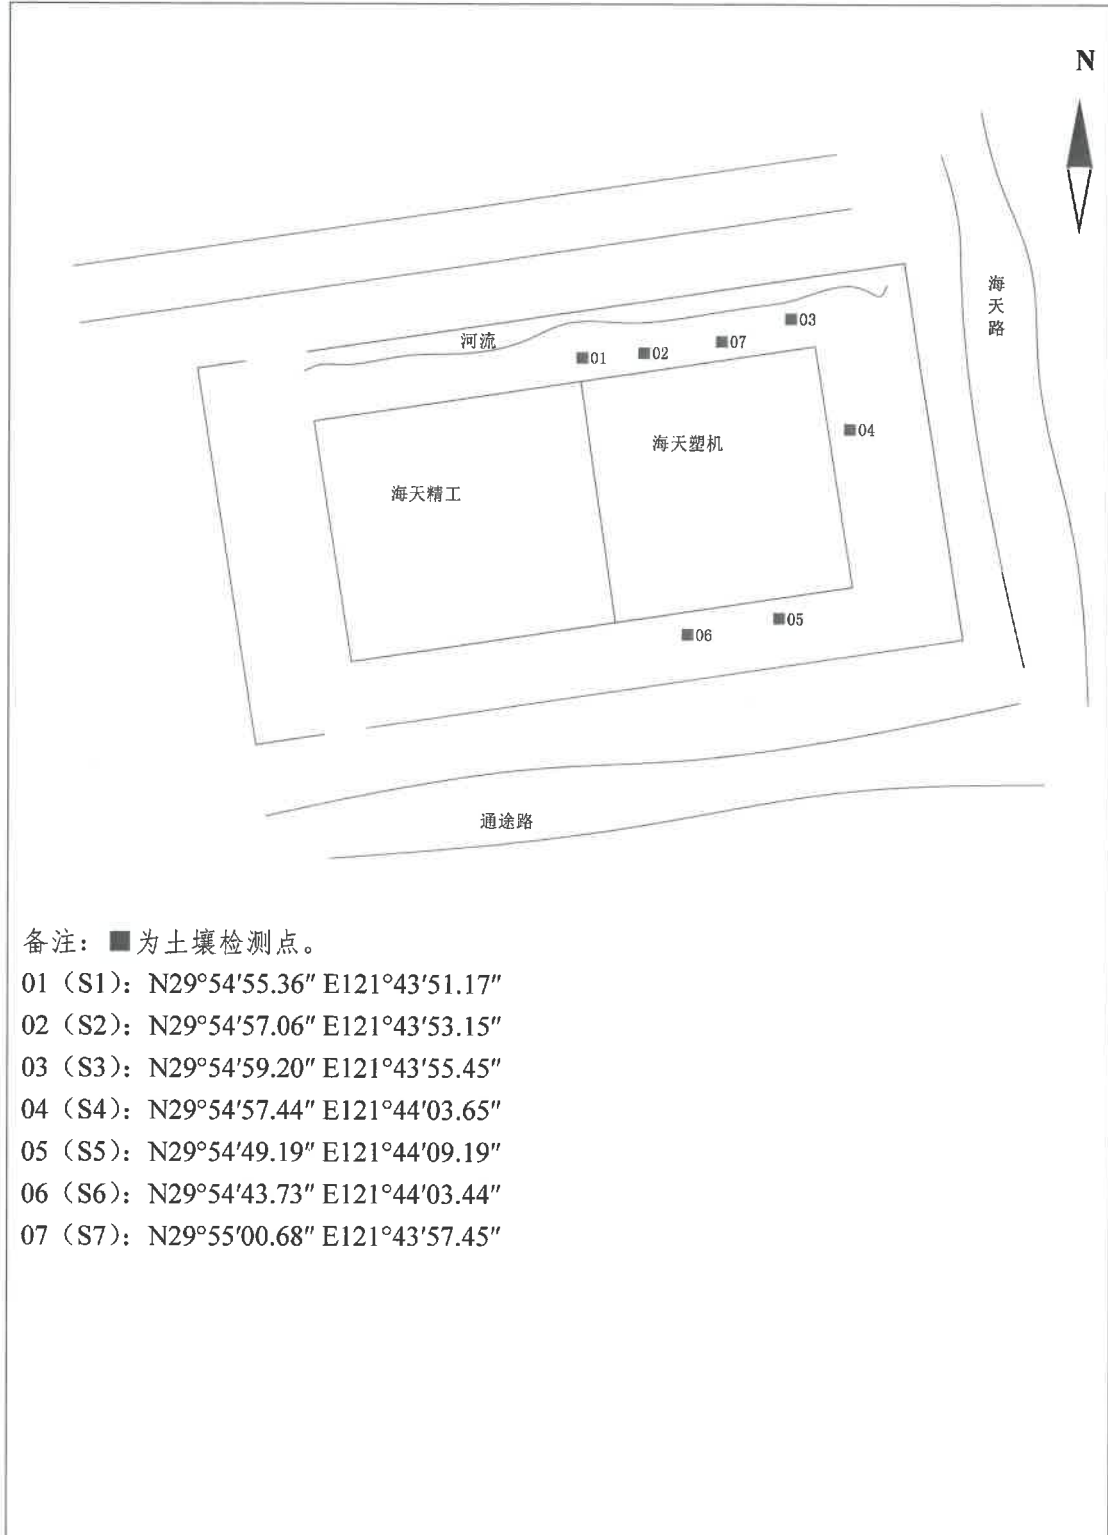 N
海天路
河流
03
07
02
01
04
海天塑机
海天精工
05
06
通途路
备注：■为土壤检测点。
01（S1）：N29°54′55.36″ E121°43′51.17″
02（S2）：N29°54′57.06″ E121°43′53.15″
03（S3）：N29°54′59.20″ E121°43′55.45″
04（S4）：N29°54′57.44″ E121°44′03.65″
05（S5）：N29°54′49.19″ E121°44′09.19″
06（S6）：N29°54′43.73″ E121°44′03.44″
07（S7）：N29°55′00.68″ E121°43′57.45″